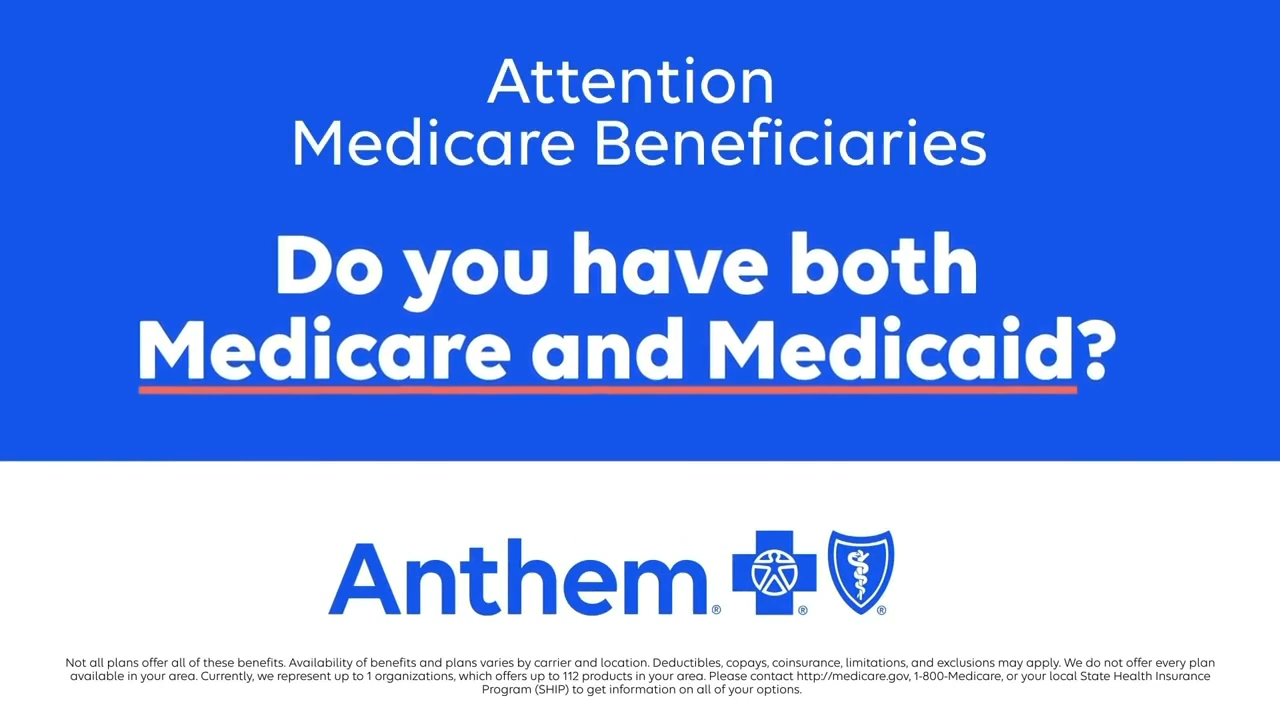 Attention
Medicare Beneficiaries
Do you have both
Medicare and Medicaid?
Anthem® ® ®
Not all plans offer all of these benefits. Availability of benefits and plans varies by carrier and location. Deductibles, copays, coinsurance, limitations, and exclusions may apply. We do not offer every plan
available in your area. Currently, we represent up to 1 organizations, which offers up to 112 products in your area. Please contact http://medicare.gov, 1-800-Medicare, or your local State Health Insurance
Program (SHIP) to get information on all of your options.